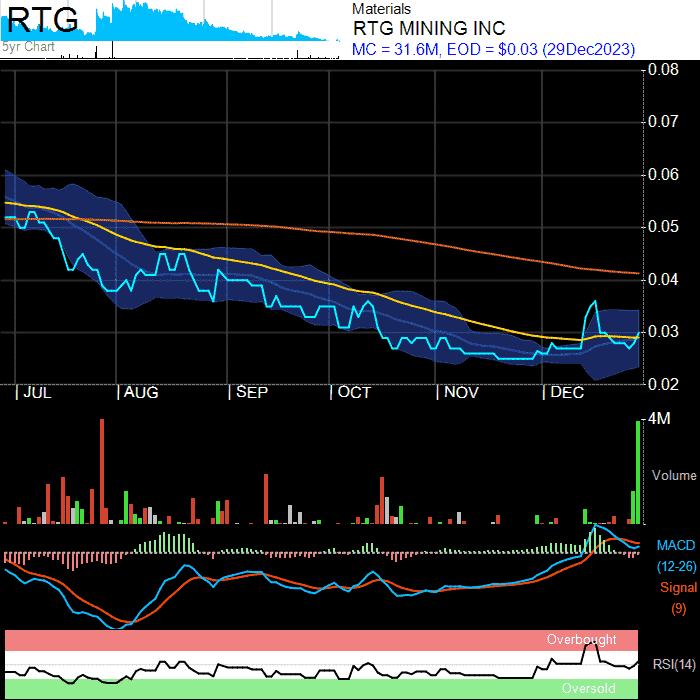 RTG
5yr Chart
Materials
RTG MINING INC
MC = 31.6M, EOD = $0.03 (29Dec2023)
0.08
0.07
0.06
0.05
0.04
0.03
0.02
JUL AUG SEP OCT NOV DEC
4M
Volume
MACD
(12-26)
Signal
(9)
Overbought
RSI(14)
Oversold